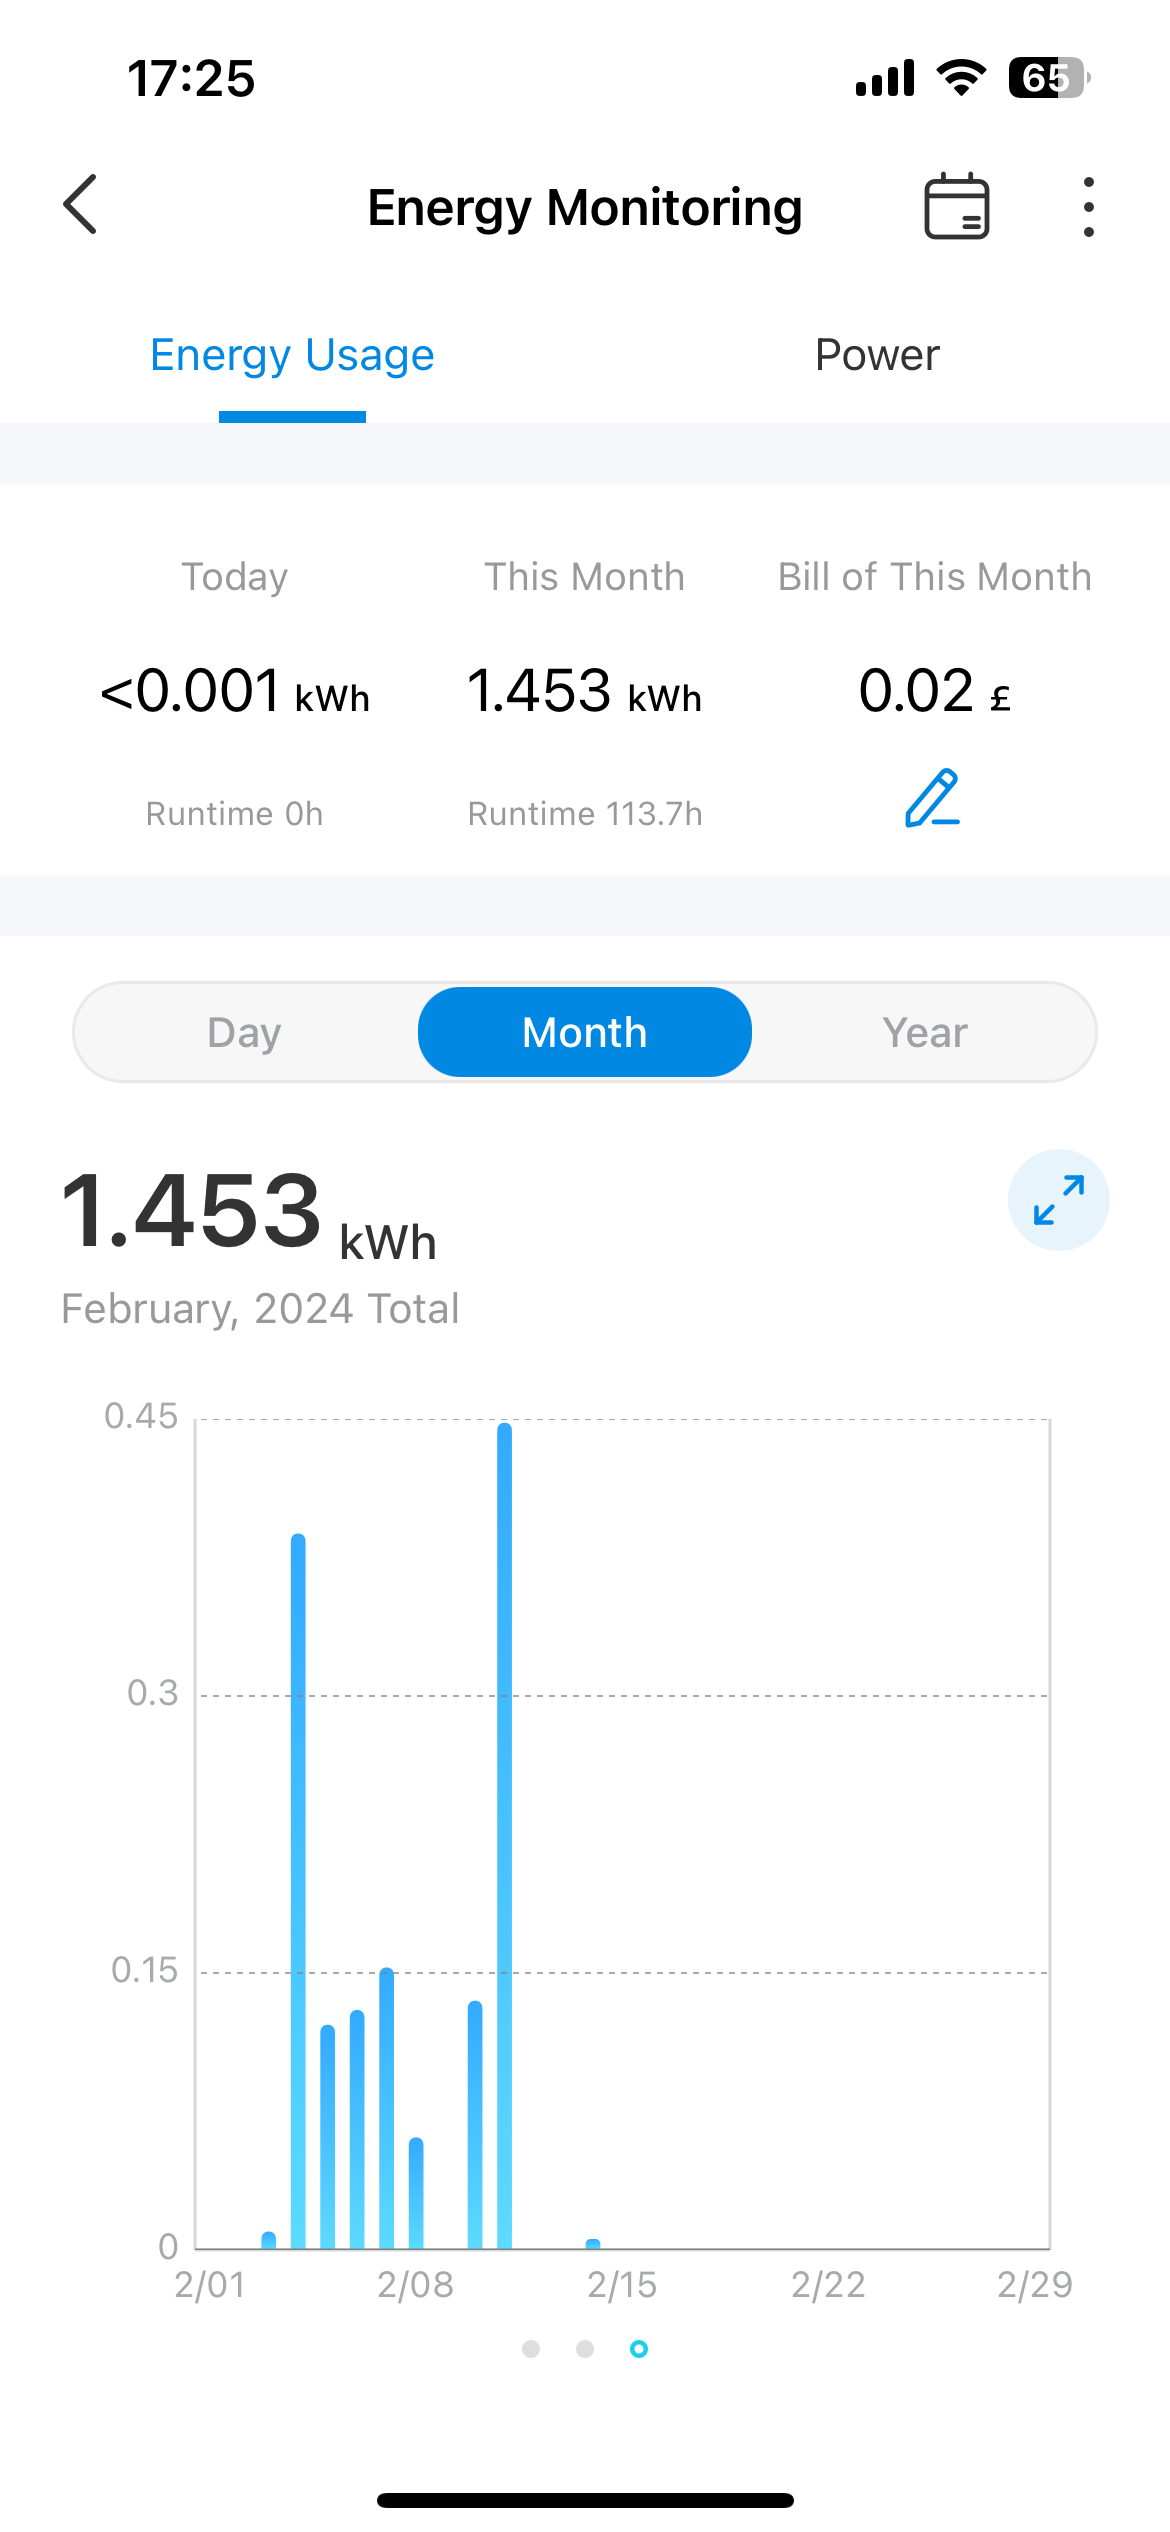 17:25
65
Energy Monitoring
Energy Usage
Power
Today
This Month
Bill of This Month
<0.001 kWh
1.453 kWh
0.02 £
Runtime 0h
Runtime 113.7h
Day
Month
Year
1.453 kWh
February, 2024 Total
0.45
0.3
0.15
0
2/01
2/08
2/15
2/22
2/29